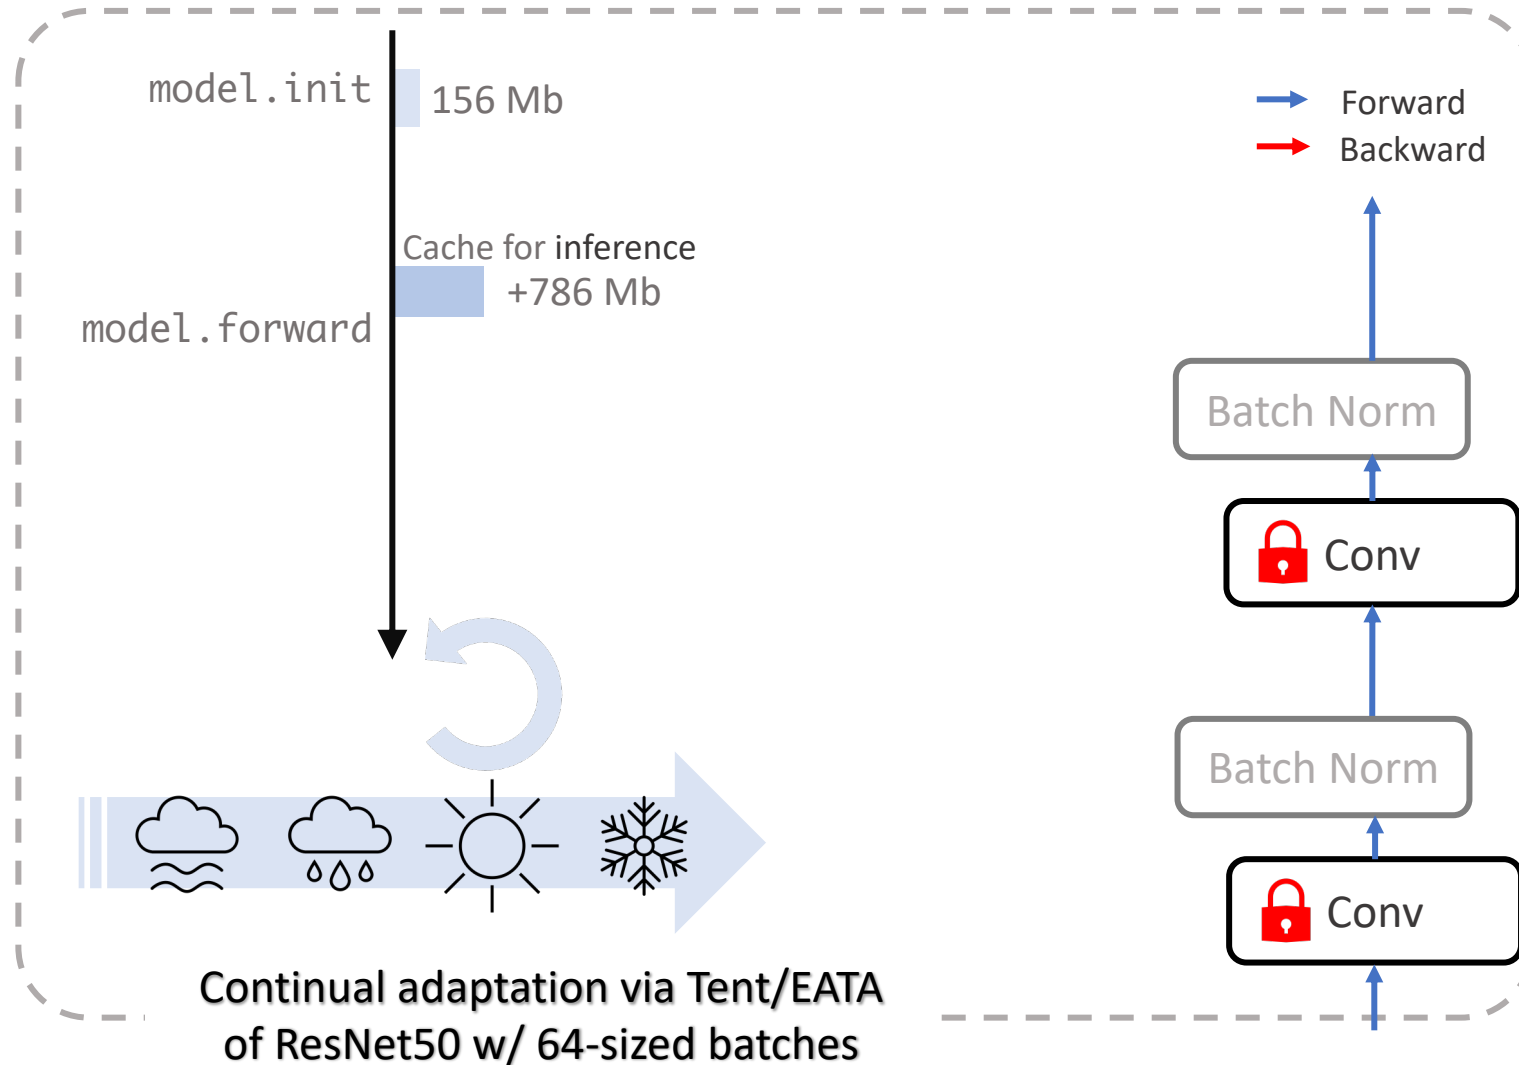 model.init
156 Mb
Cache for inference
+786 Mb
model.forward
Forward
Backward
Batch Norm
Conv
Batch Norm
Conv
Continual adaptation via Tent/EATA
of ResNet50 w/ 64-sized batches